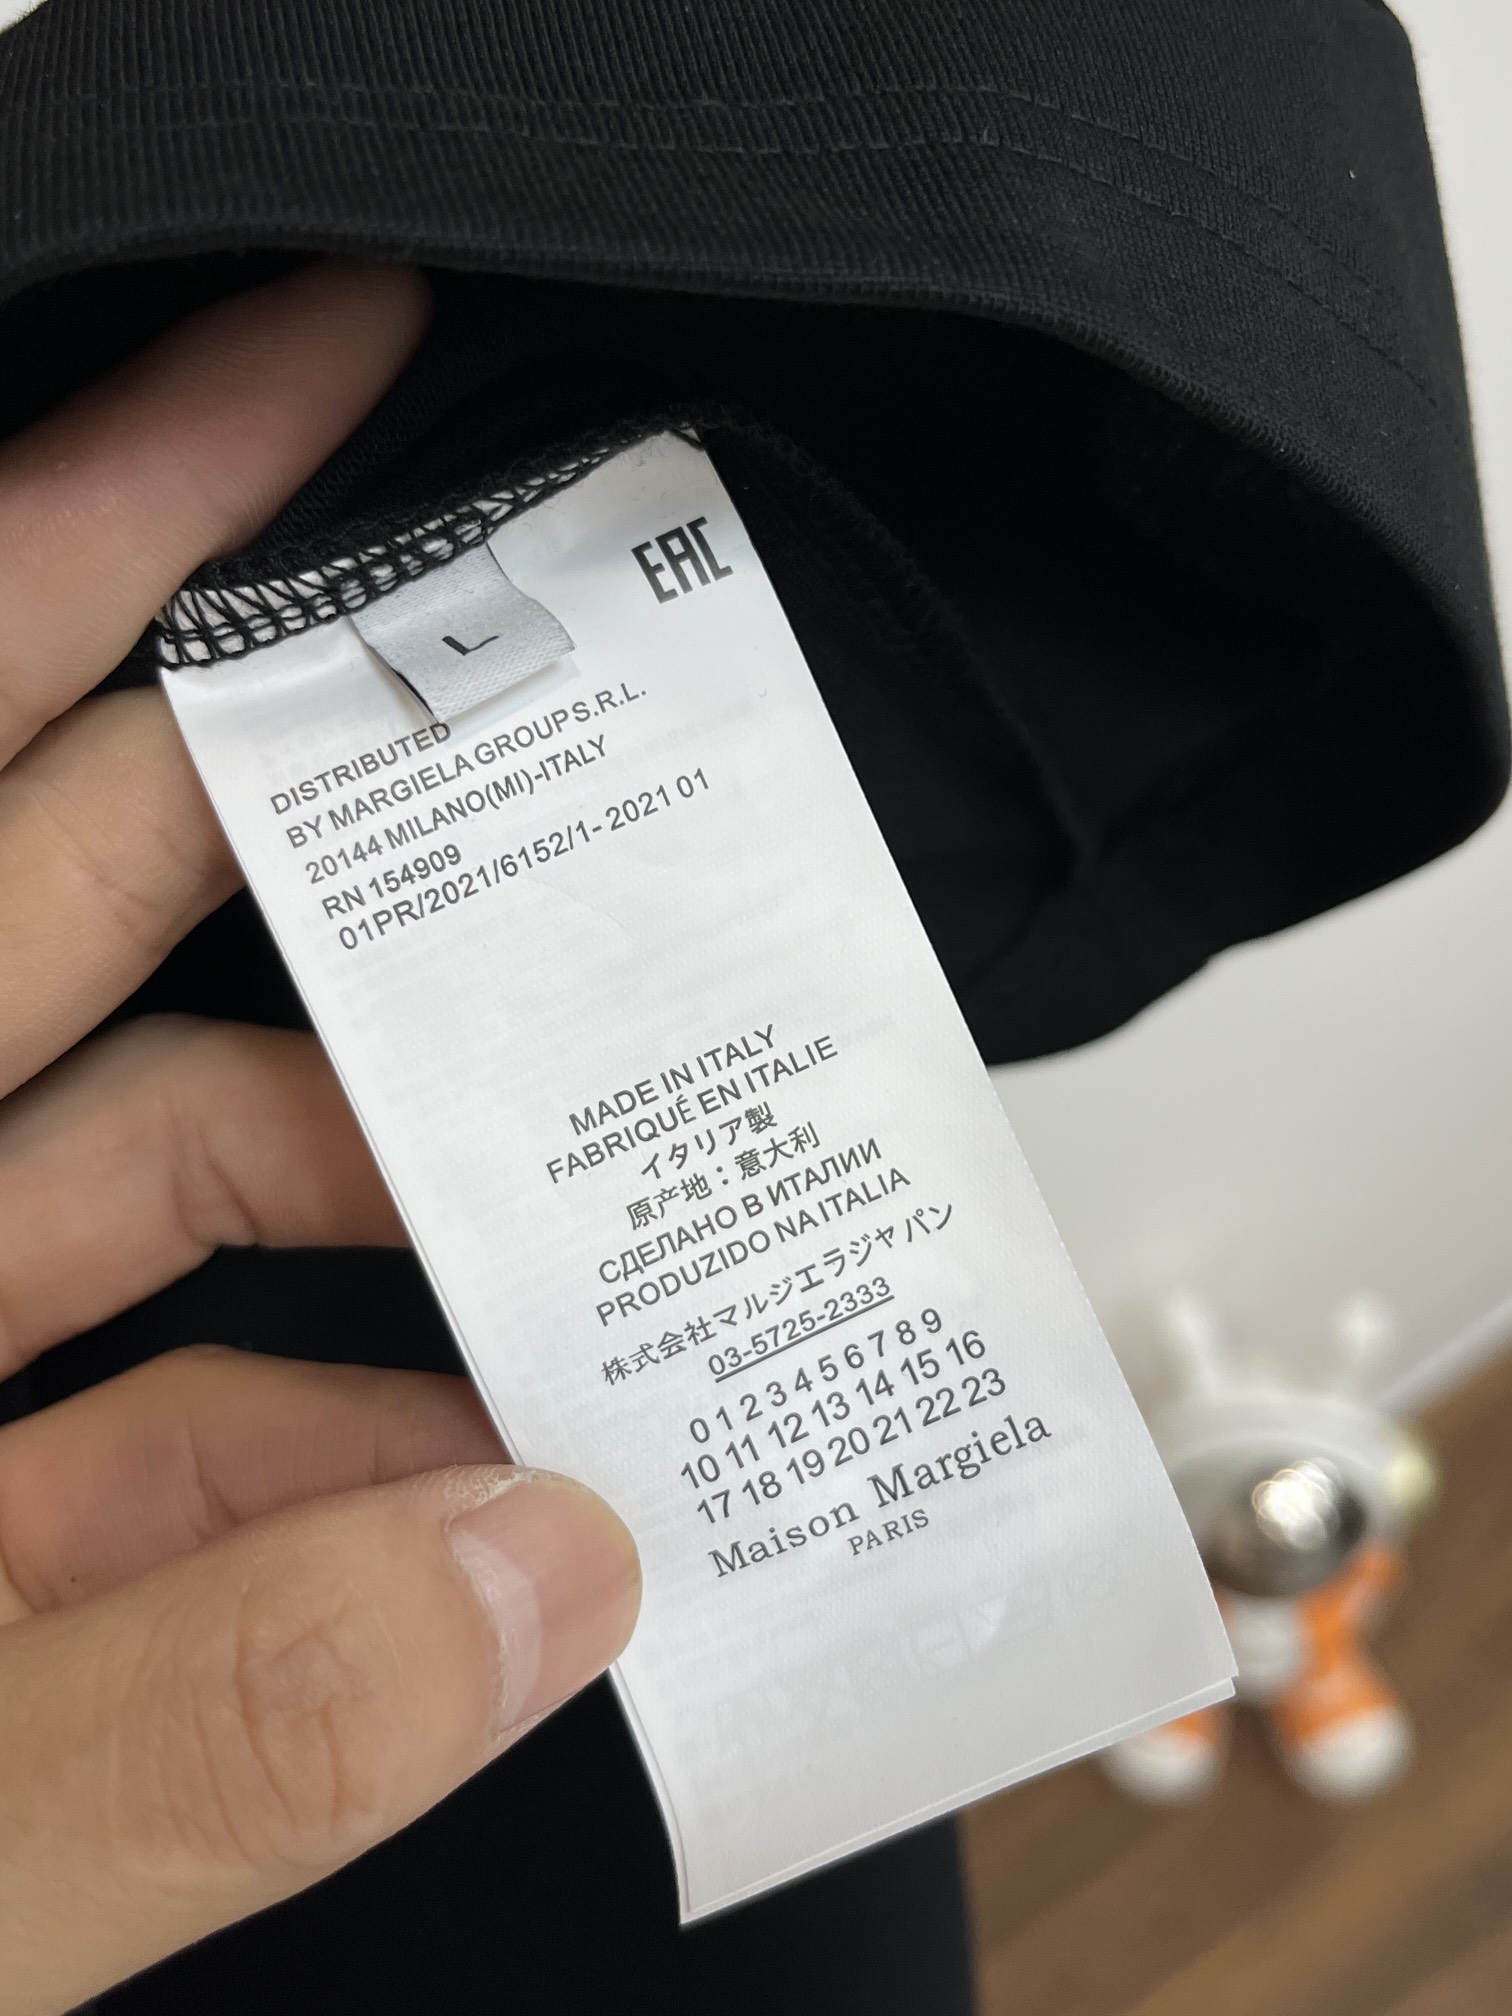 EAC
L
DISTRIBUTED
BY MARGIELA GROUP S.R.L.
20144 MILANO(MI)-ITALY
RN 154909
01PR/2021/6152/1- 2021 01
MADE IN ITALY
FABRIQUÉ EN ITALIE
イタリア製
原产地：意大利
СДЕЛАНО В ИТАЛИИ
PRODUZIDO NA ITALIA
株式会社マルジエラジャパン
03-5725-2333
0 1 2 3 4 5 6 7 8 9
10 11 12 13 14 15 16
17 18 19 20 21 22 23
Maison Margiela
PARIS